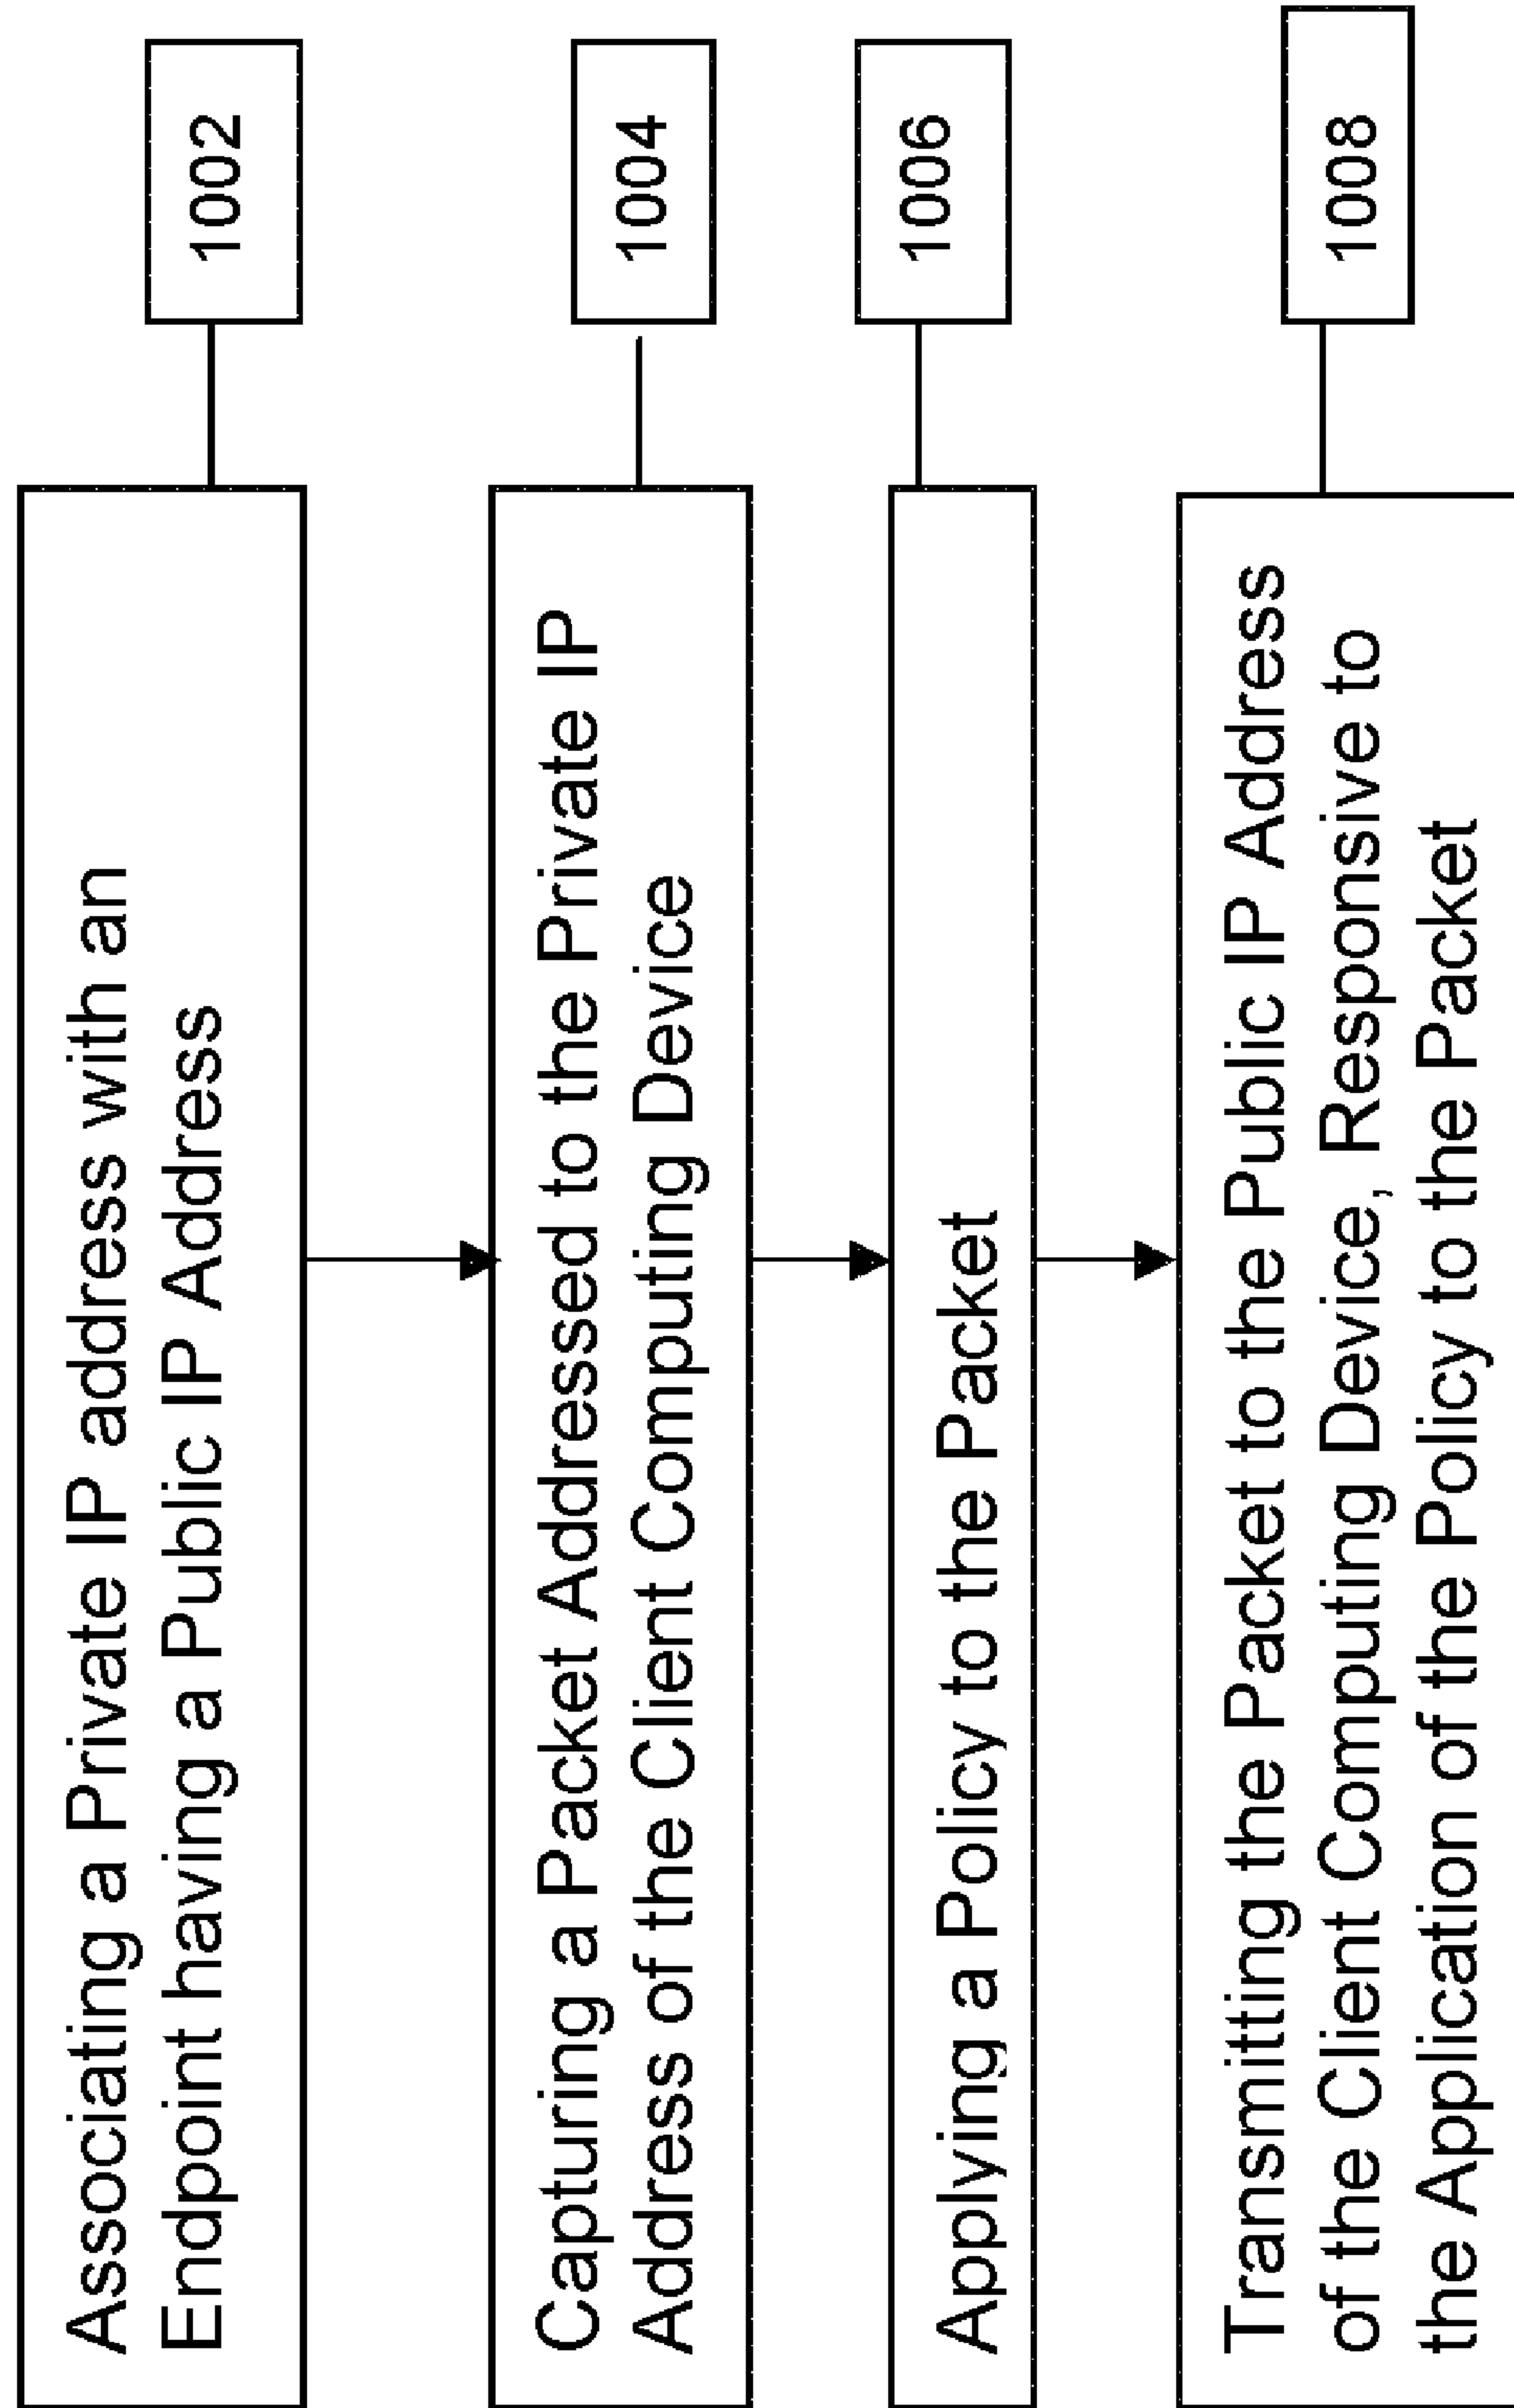 Associating a Private IP address with an
Endpoint having a Public IP Address
1002
Capturing a Packet Addressed to the Private IP
Address of the Client Computing Device
1004
Applying a Policy to the Packet
1006
Transmitting the Packet to the Public IP Address
of the Client Computing Device, Responsive to
the Application of the Policy to the Packet
1008